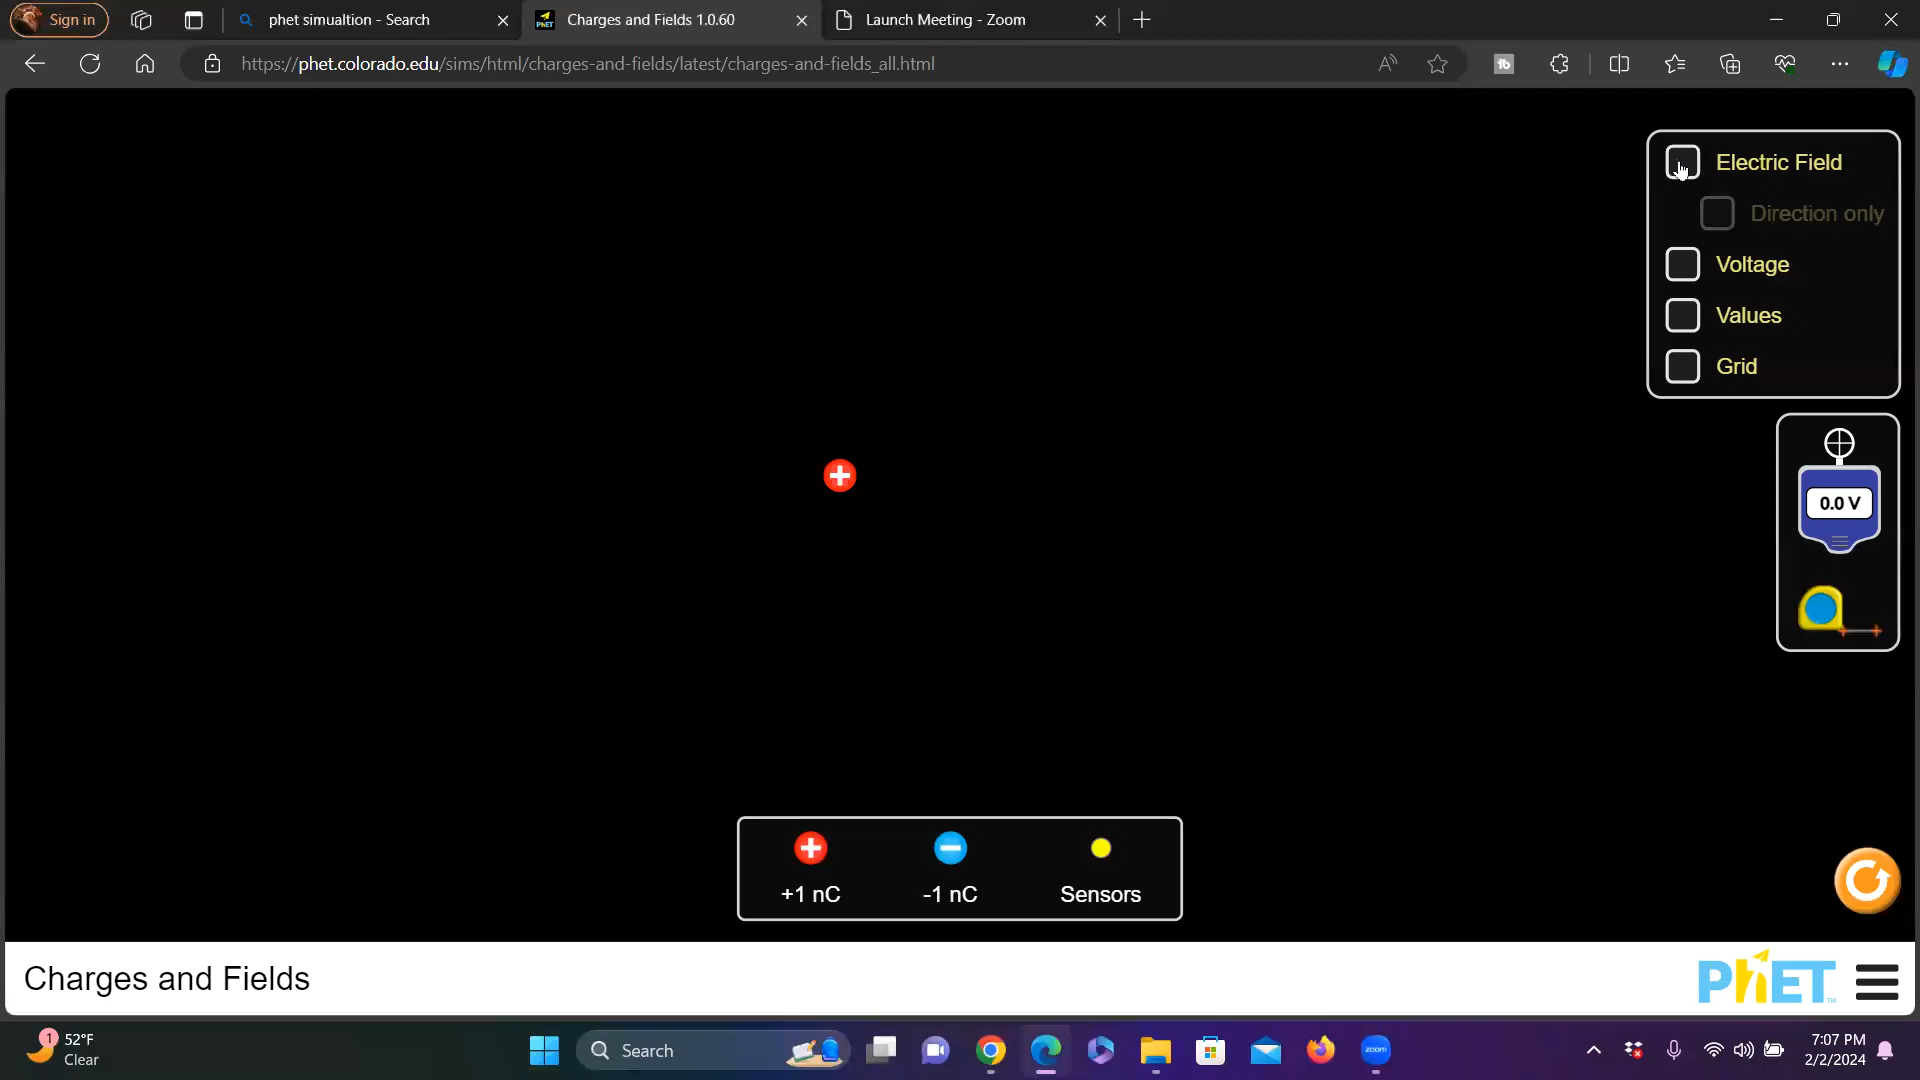 Sign in
phet simualtion - Search
Charges and Fields 1.0.60
Launch Meeting - Zoom
https://phet.colorado.edu/sims/html/charges-and-fields/latest/charges-and-fields_all.html
Electric Field
Direction only
Voltage
Values
Grid
0.0 V
+1 nC
-1 nC
Sensors
Charges and Fields
PhET
1
52°F
Clear
Search
zoom
7:07 PM
2/2/2024